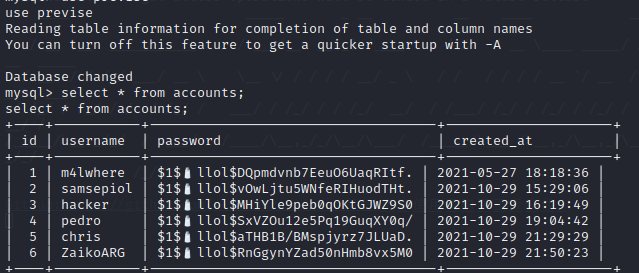 mysql> use previse
use previse
Reading table information for completion of table and column names
You can turn off this feature to get a quicker startup with -A
Database changed
mysql> select * from accounts;
select * from accounts;
| id | username | password | created_at |
| 1 | m4lwhere | $1$🧂llol$DQpmdvnb7EeuO6UaqRItf. | 2021-05-27 18:18:36 |
| 2 | samsepiol | $1$🧂llol$vOwLjtu5WNfeRIHuodTHt. | 2021-10-29 15:29:06 |
| 3 | hacker | $1$🧂llol$MHiYle9peb0qOKtGJWZ9S0 | 2021-10-29 16:19:49 |
| 4 | pedro | $1$🧂llol$SxVZOu12e5Pq19GuqXY0q/ | 2021-10-29 19:04:42 |
| 5 | chris | $1$🧂llol$aTHB1B/BMspjyrz7JLUaD. | 2021-10-29 21:29:29 |
| 6 | ZaikoARG | $1$🧂llol$RnGgynYZad50nHmb8vx5M0 | 2021-10-29 21:50:23 |